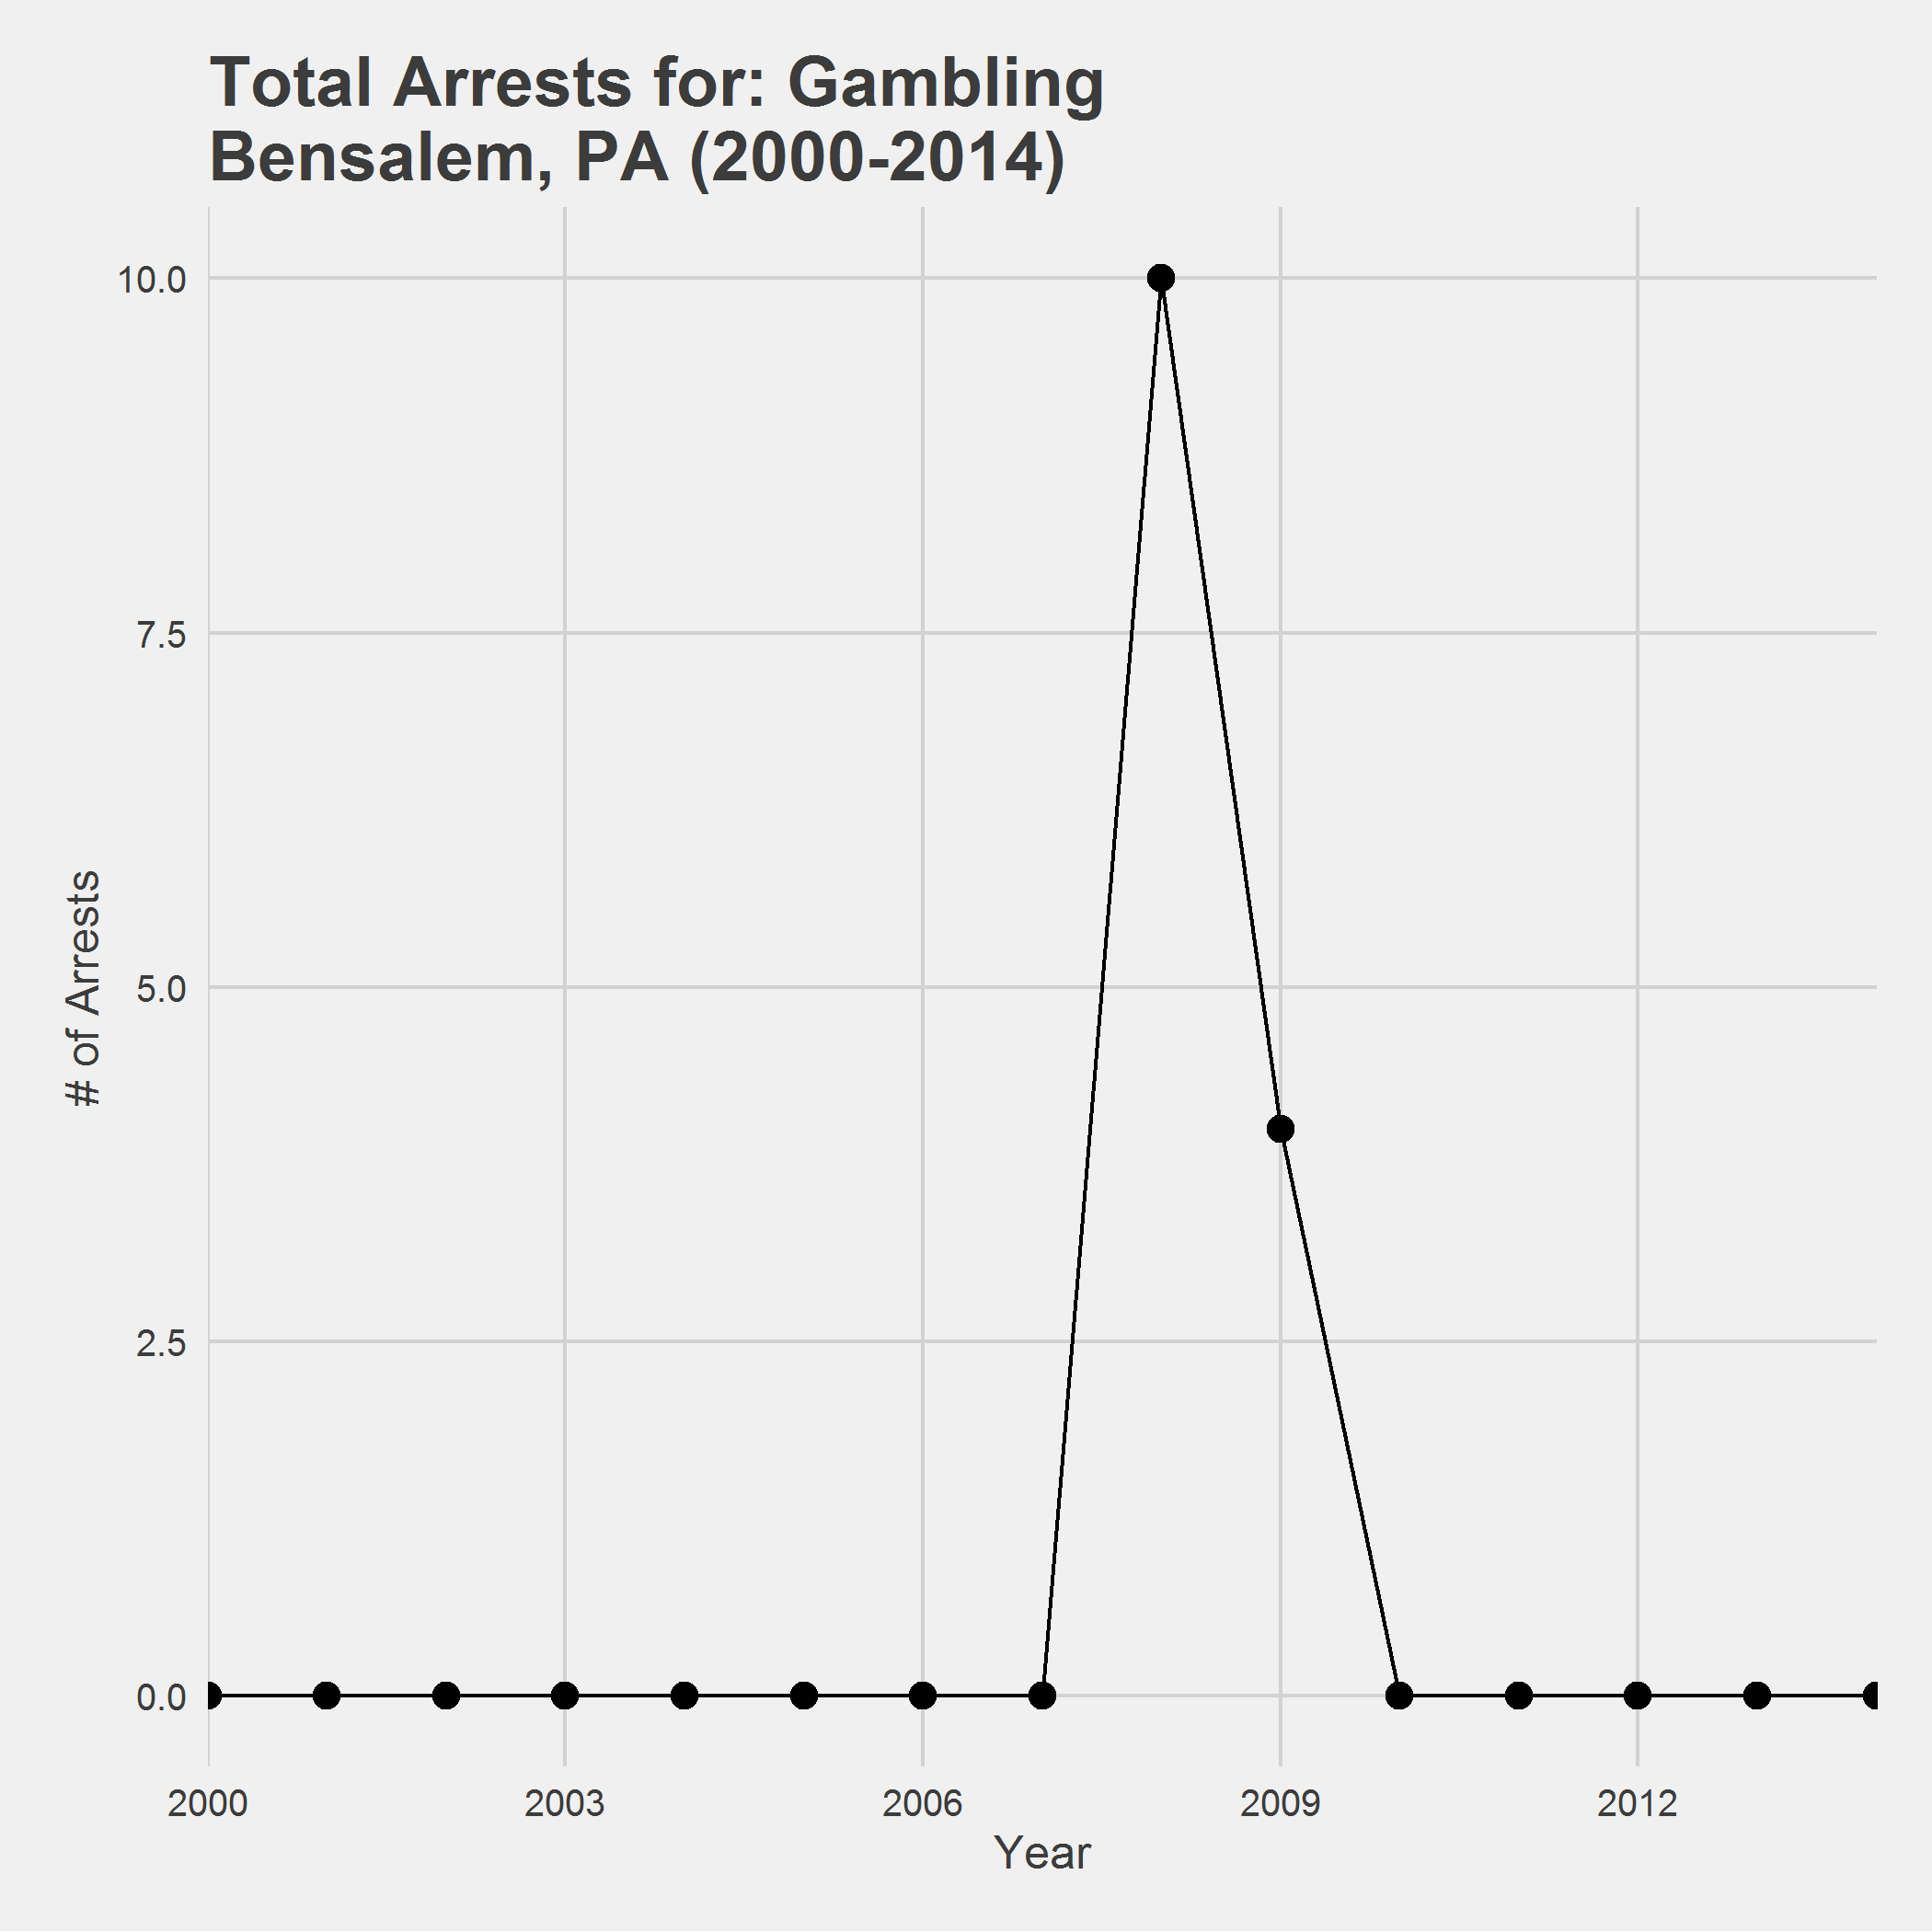 Total Arrests for: Gambling
Bensalem, PA (2000-2014)
10.0
7.5
5.0
2.5
0.0
# of Arrests
2000 2003 2006 2009 2012
Year